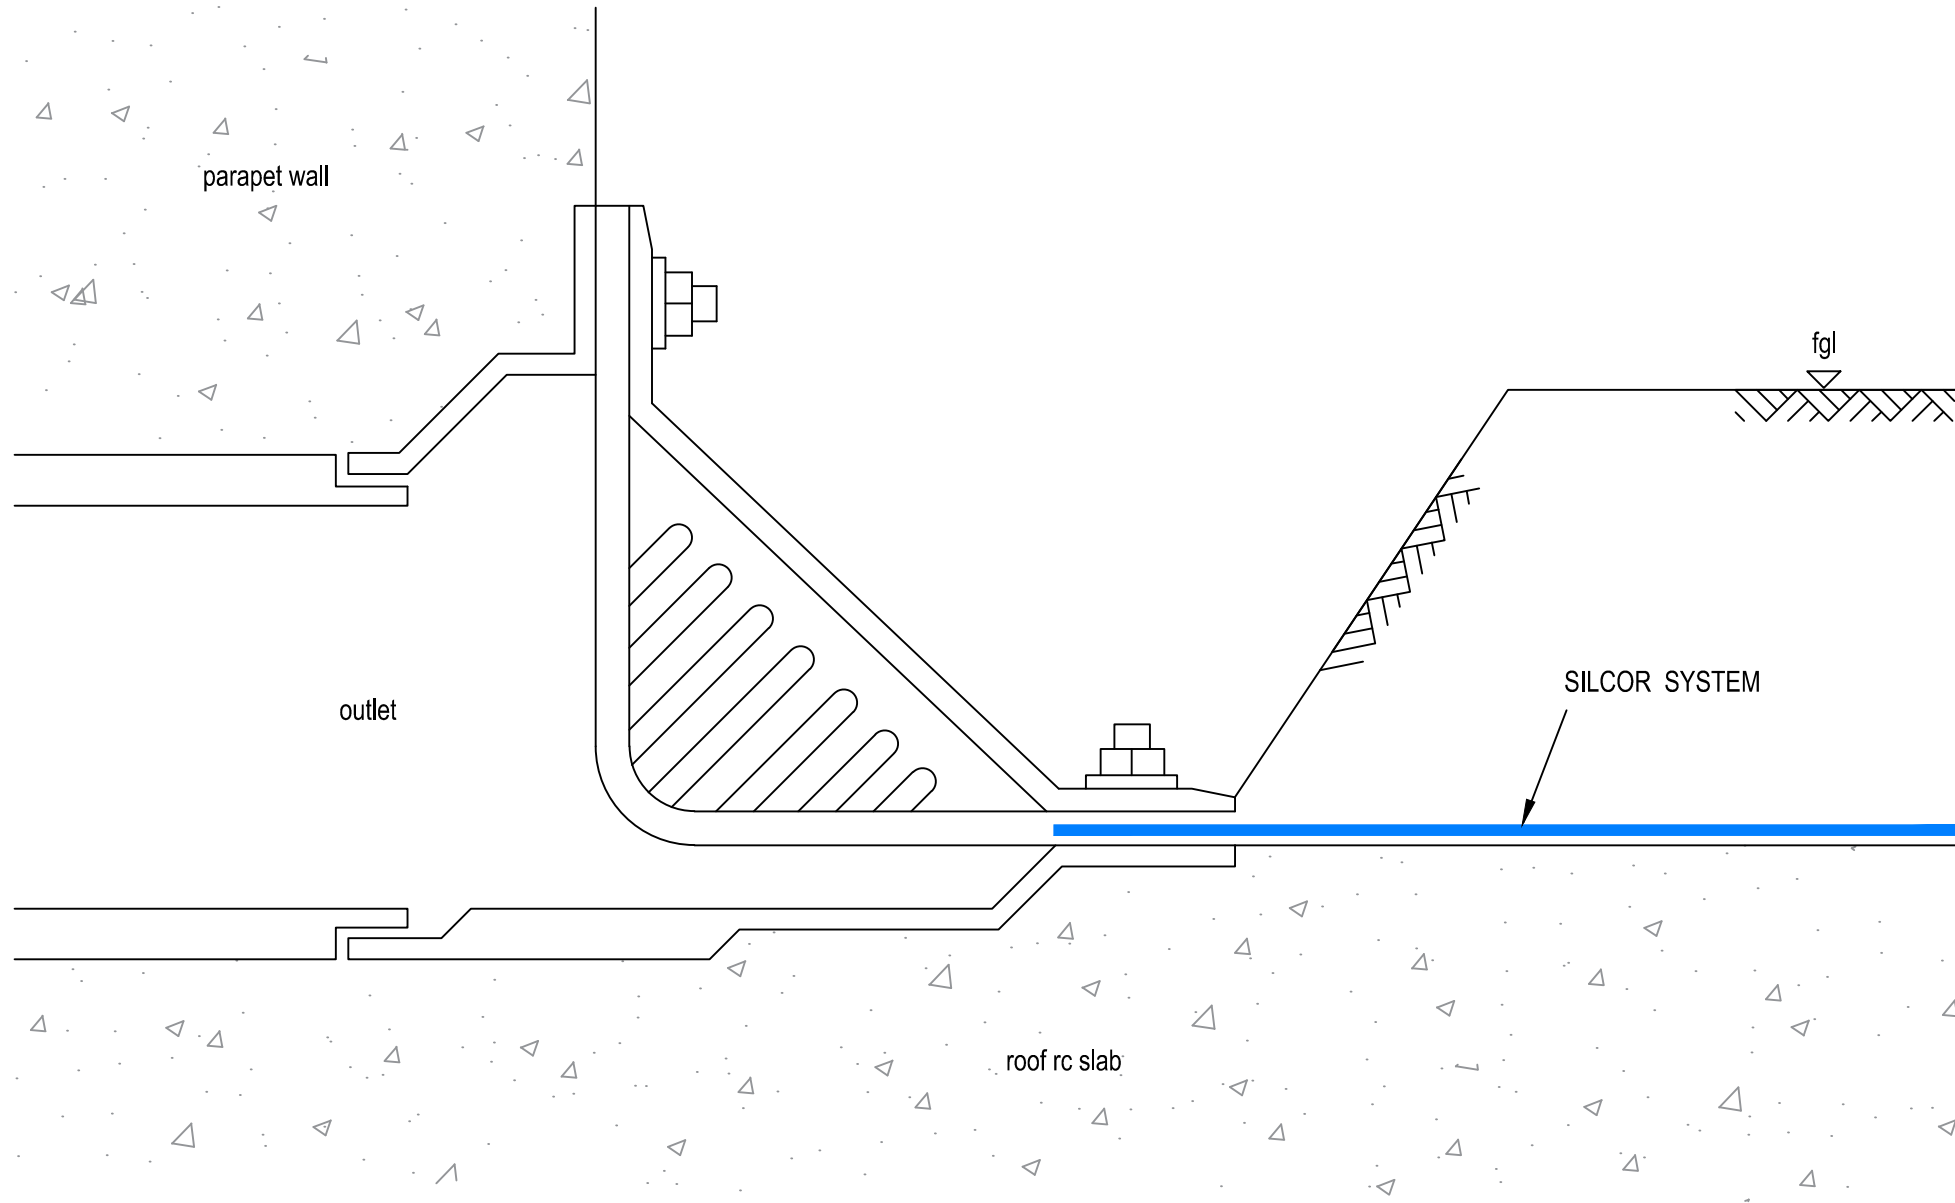 parapet wall
fgl
SILCOR SYSTEM
outlet
roof rc slab